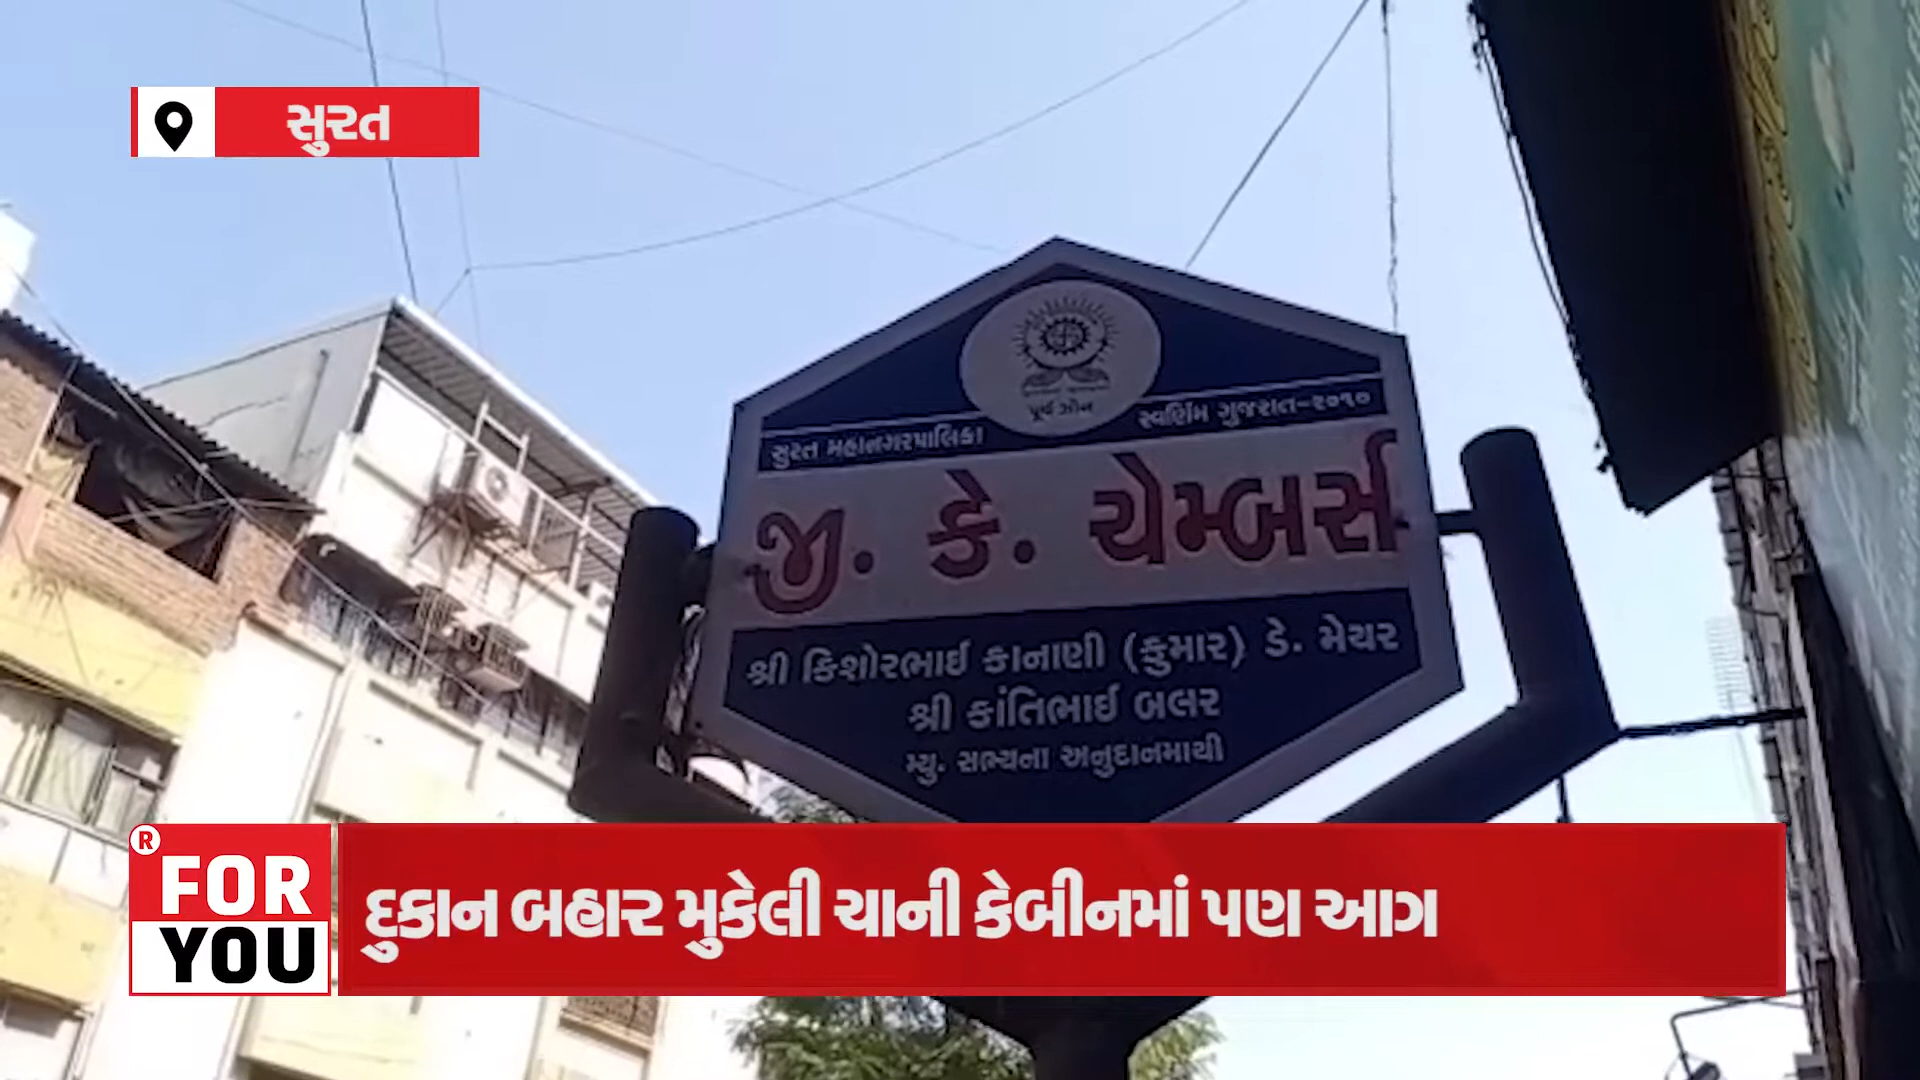 સુરત
પૂર્વ ઝોન
સુરત મહાનગરપાલિકા
સ્વર્ણિમ ગુજરાત-૨૦૧૦
જી. કે. ચેમ્બર્સ
શ્રી કિશોરભાઈ કાનાણી (કુમાર) ડે. મેયર
શ્રી કાંતિભાઈ બલર
મ્યુ. સભ્યના અનુદાનમાથી
®
FOR
YOU
દુકાન બહાર મુકેલી ચાની કેબીનમાં પણ આગ